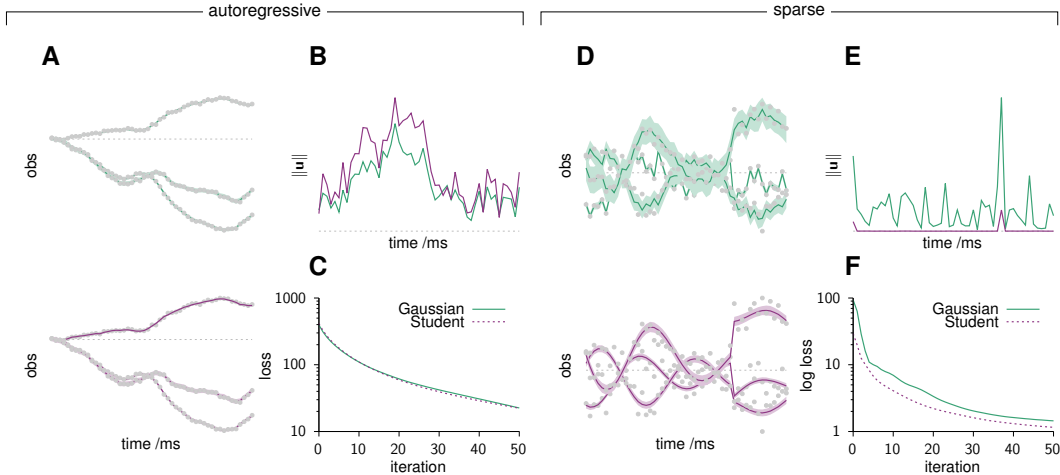 autoregressive
sparse
A
B
D
E
obs
||u||
obs
||u||
time /ms
time /ms
C
F
1000
100
10
loss
Gaussian
Student
0 10 20 30 40 50
iteration
obs
time /ms
obs
time /ms
100
10
1
log loss
Gaussian
Student
0 10 20 30 40 50
iteration